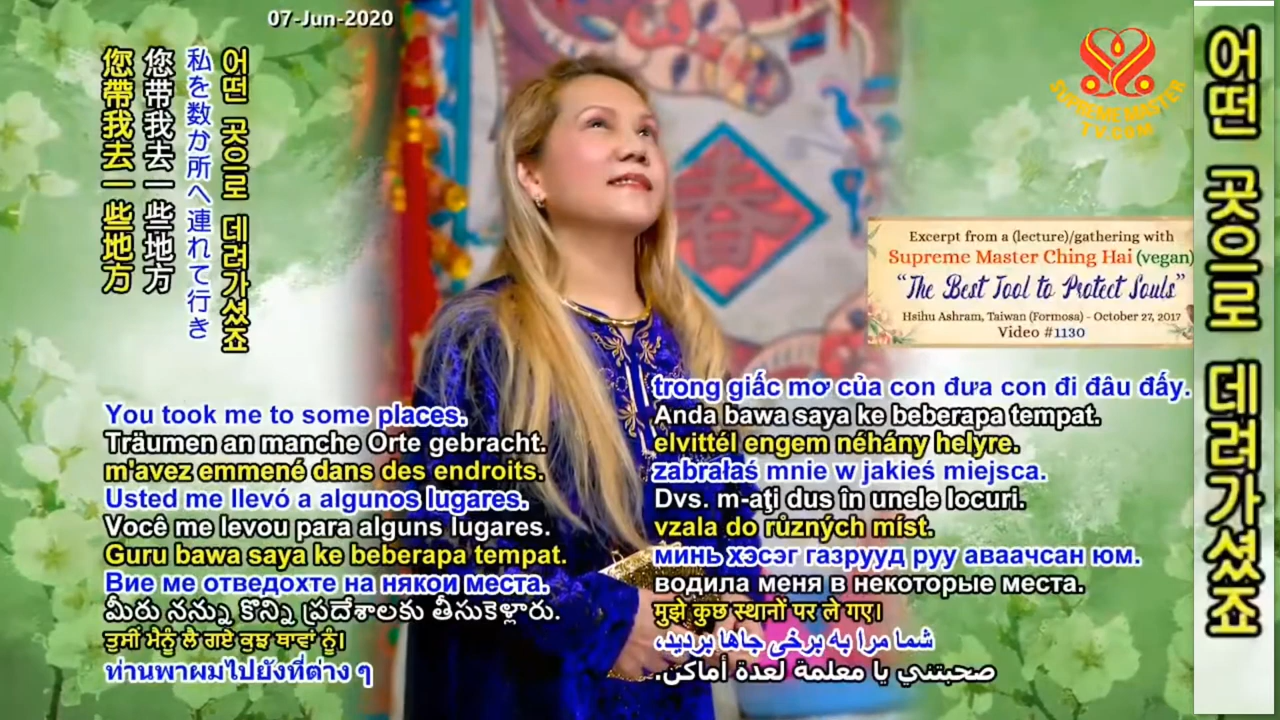 07-Jun-2020
어떤 곳으로 데려가셨죠
私を数か所へ連れて行き
您带我去一些地方
您帶我去一些地方
春
SUPREME MASTER
TV.COM
Excerpt from a (lecture)/gathering with
Supreme Master Ching Hai (vegan)
“The Best Tool to Protect Souls”
Hsihu Ashram, Taiwan (Formosa) - October 27, 2017
Video #1130
You took me to some places.
Träumen an manche Orte gebracht.
m'avez emmené dans des endroits.
Usted me llevó a algunos lugares.
Você me levou para alguns lugares.
Guru bawa saya ke beberapa tempat.
Вие ме отведохте на някои места.
మీరు నన్ను కొన్ని ప్రదేశాలకు తీసుకెళ్లారు.
ਤੁਸੀਂ ਮੈਨੂੰ ਲੈ ਗਏ ਕੁਝ ਥਾਵਾਂ ਨੂੰ।
ท่านพาผมไปยังที่ต่าง ๆ
trong giấc mơ của con đưa con đi đâu đấy.
Anda bawa saya ke beberapa tempat.
elvittél engem néhány helyre.
zabrałaś mnie w jakieś miejsca.
Dvs. m-aţi dus în unele locuri.
vzala do různých míst.
минь хэсэг газрууд руу аваачсан юм.
водила меня в некоторые места.
मुझे कुछ स्थानों पर ले गए।
شما مرا به برخی جاها بردید،
صحبتني يا معلمة لعدة أماكن.
어떤 곳으로 데려가셨죠